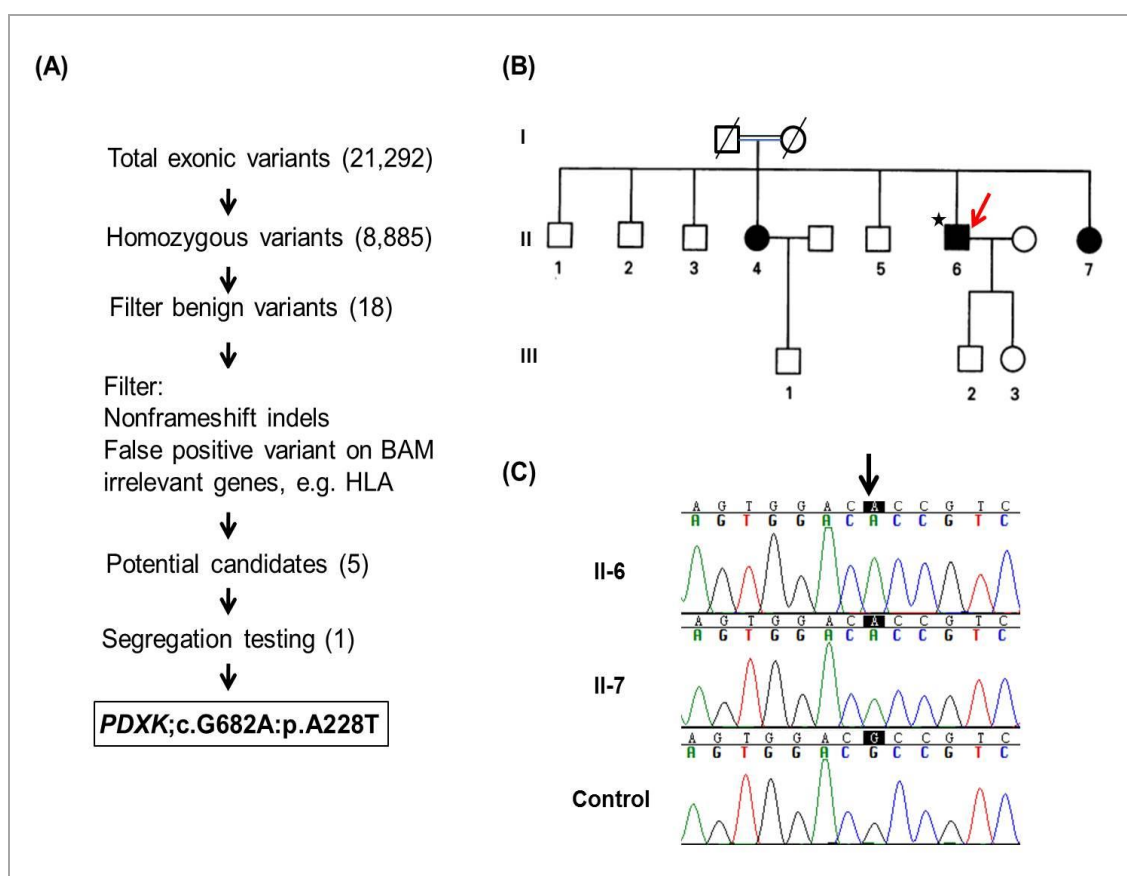 (A)
Total exonic variants (21,292)
Homozygous variants (8,885)
Filter benign variants (18)
Filter:
Nonframeshift indels
False positive variant on BAM
irrelevant genes, e.g. HLA
Potential candidates (5)
Segregation testing (1)
PDXK;c.G682A:p.A228T
(B)
I
II
1 2 3 4 5 6 7
III
1 2 3
(C)
A G T G G A C A C C G T C
A G T G G A C A C C G T C
II-6
A G T G G A C A C C G T C
A G T G G A C A C C G T C
II-7
A G T G G A C G C C G T C
A G T G G A C G C C G T C
Control